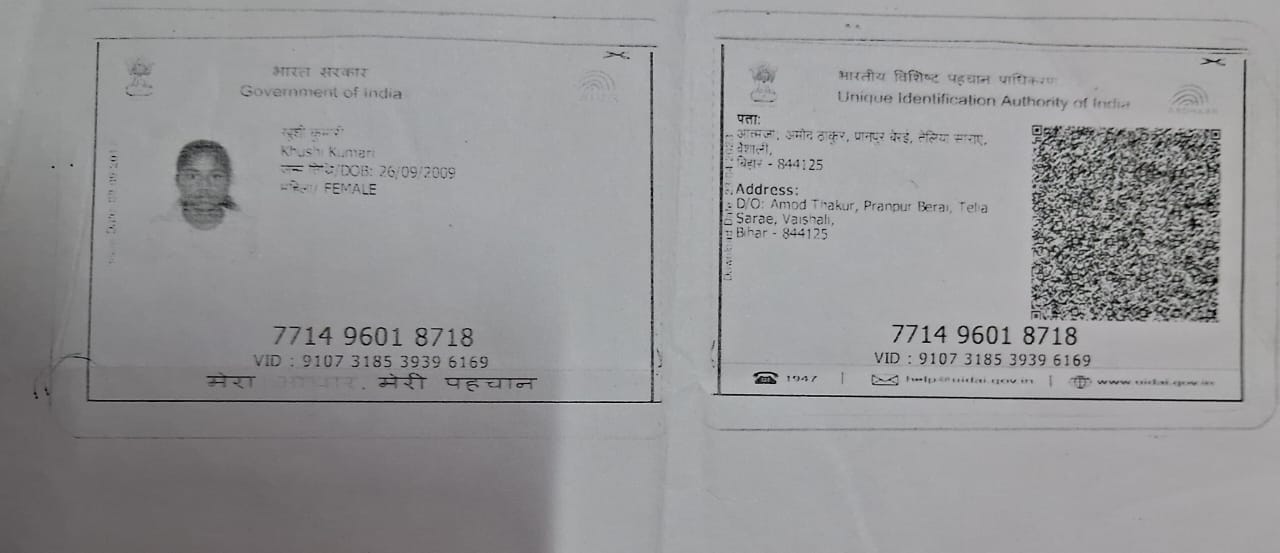 भारत सरकार
Government of India
खुशी कुमारी
Khushi Kumari
जन्म तिथि/DOB: 26/09/2009
महिला/ FEMALE
7714 9601 8718
VID : 9107 3185 3939 6169
मेरा आधार, मेरी पहचान
भारतीय विशिष्ट पहचान प्राधिकरण
Unique Identification Authority of India
AADHAAR
पता:
आत्मजा: अमोद ठाकुर, प्रानपुर बेरई, तेलिया सराए,
वैशाली,
बिहार - 844125
Address:
D/O: Amod Thakur, Pranpur Berai, Telia
Sarae, Vaishali,
Bihar - 844125
7714 9601 8718
VID : 9107 3185 3939 6169
1947 | help@uidai.gov.in | www.uidai.gov.in